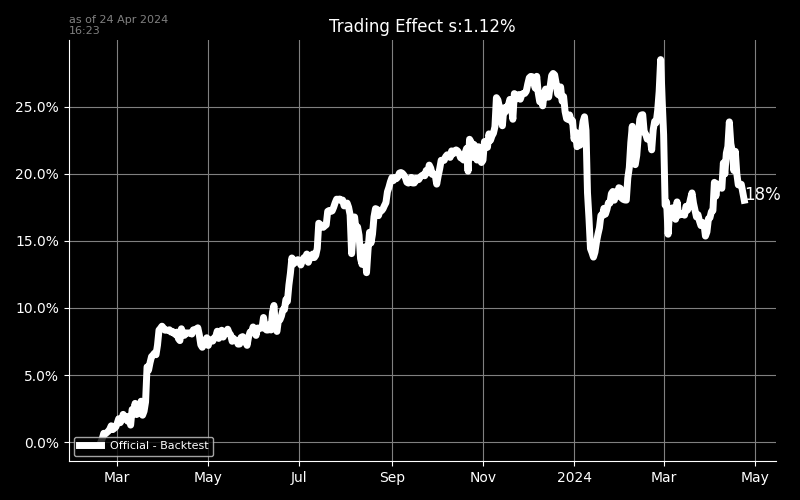 as of 24 Apr 2024
16:23
Trading Effect s:1.12%
25.0%
20.0%
15.0%
10.0%
5.0%
0.0%
18%
Official - Backtest
Mar May Jul Sep Nov 2024 Mar May